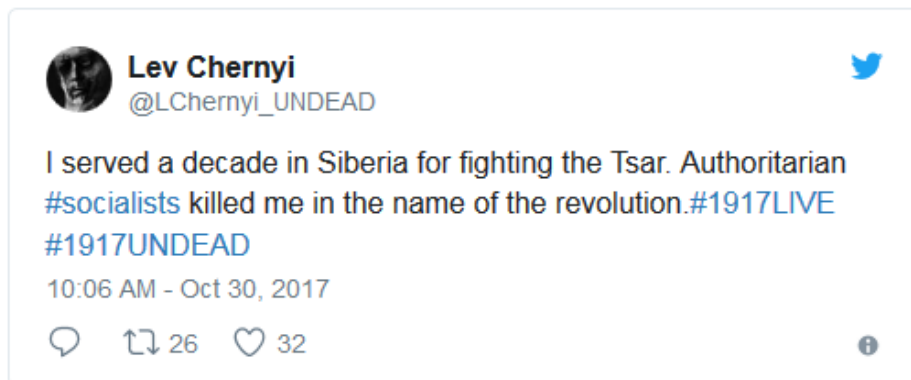 Lev Chernyi
@LChernyi_UNDEAD
I served a decade in Siberia for fighting the Tsar. Authoritarian
#socialists killed me in the name of the revolution.#1917LIVE
#1917UNDEAD
10:06 AM - Oct 30, 2017
26 32